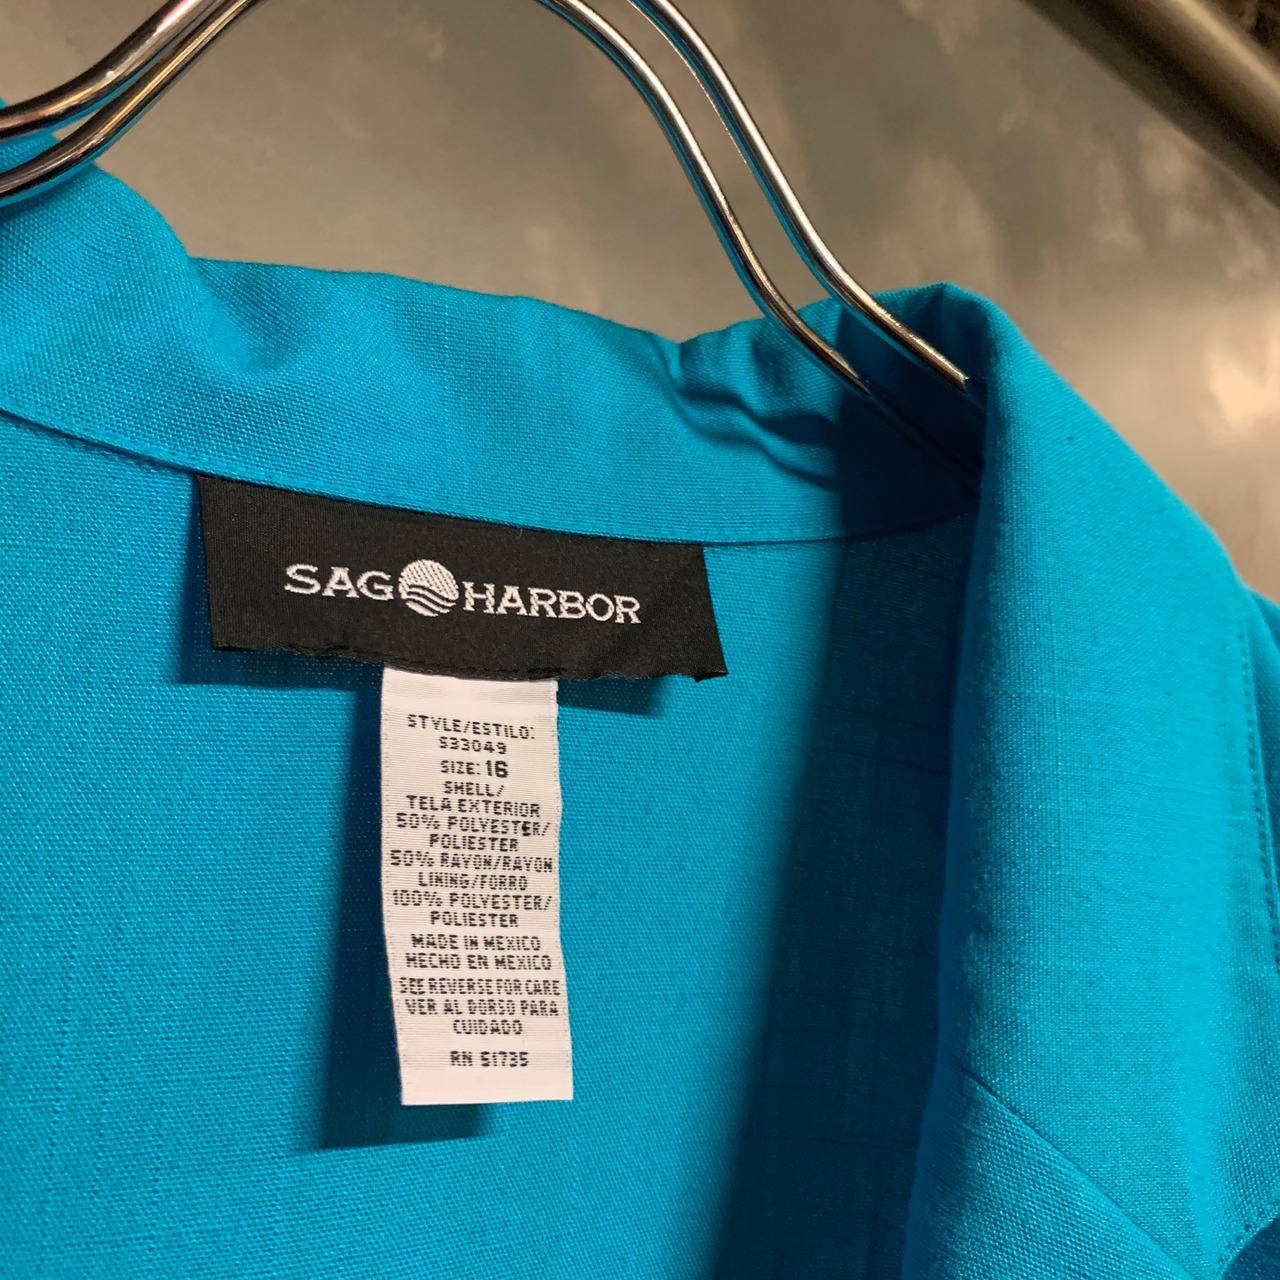 SAG HARBOR
STYLE/ESTILO:
S33049
SIZE: 16
SHELL/
TELA EXTERIOR
50% POLYESTER/
POLIESTER
50% RAYON/RAYON
LINING/FORRO
100% POLYESTER/
POLIESTER
MADE IN MEXICO
HECHO EN MEXICO
SEE REVERSE FOR CARE
VER AL DORSO PARA
CUIDADO
RN 51735